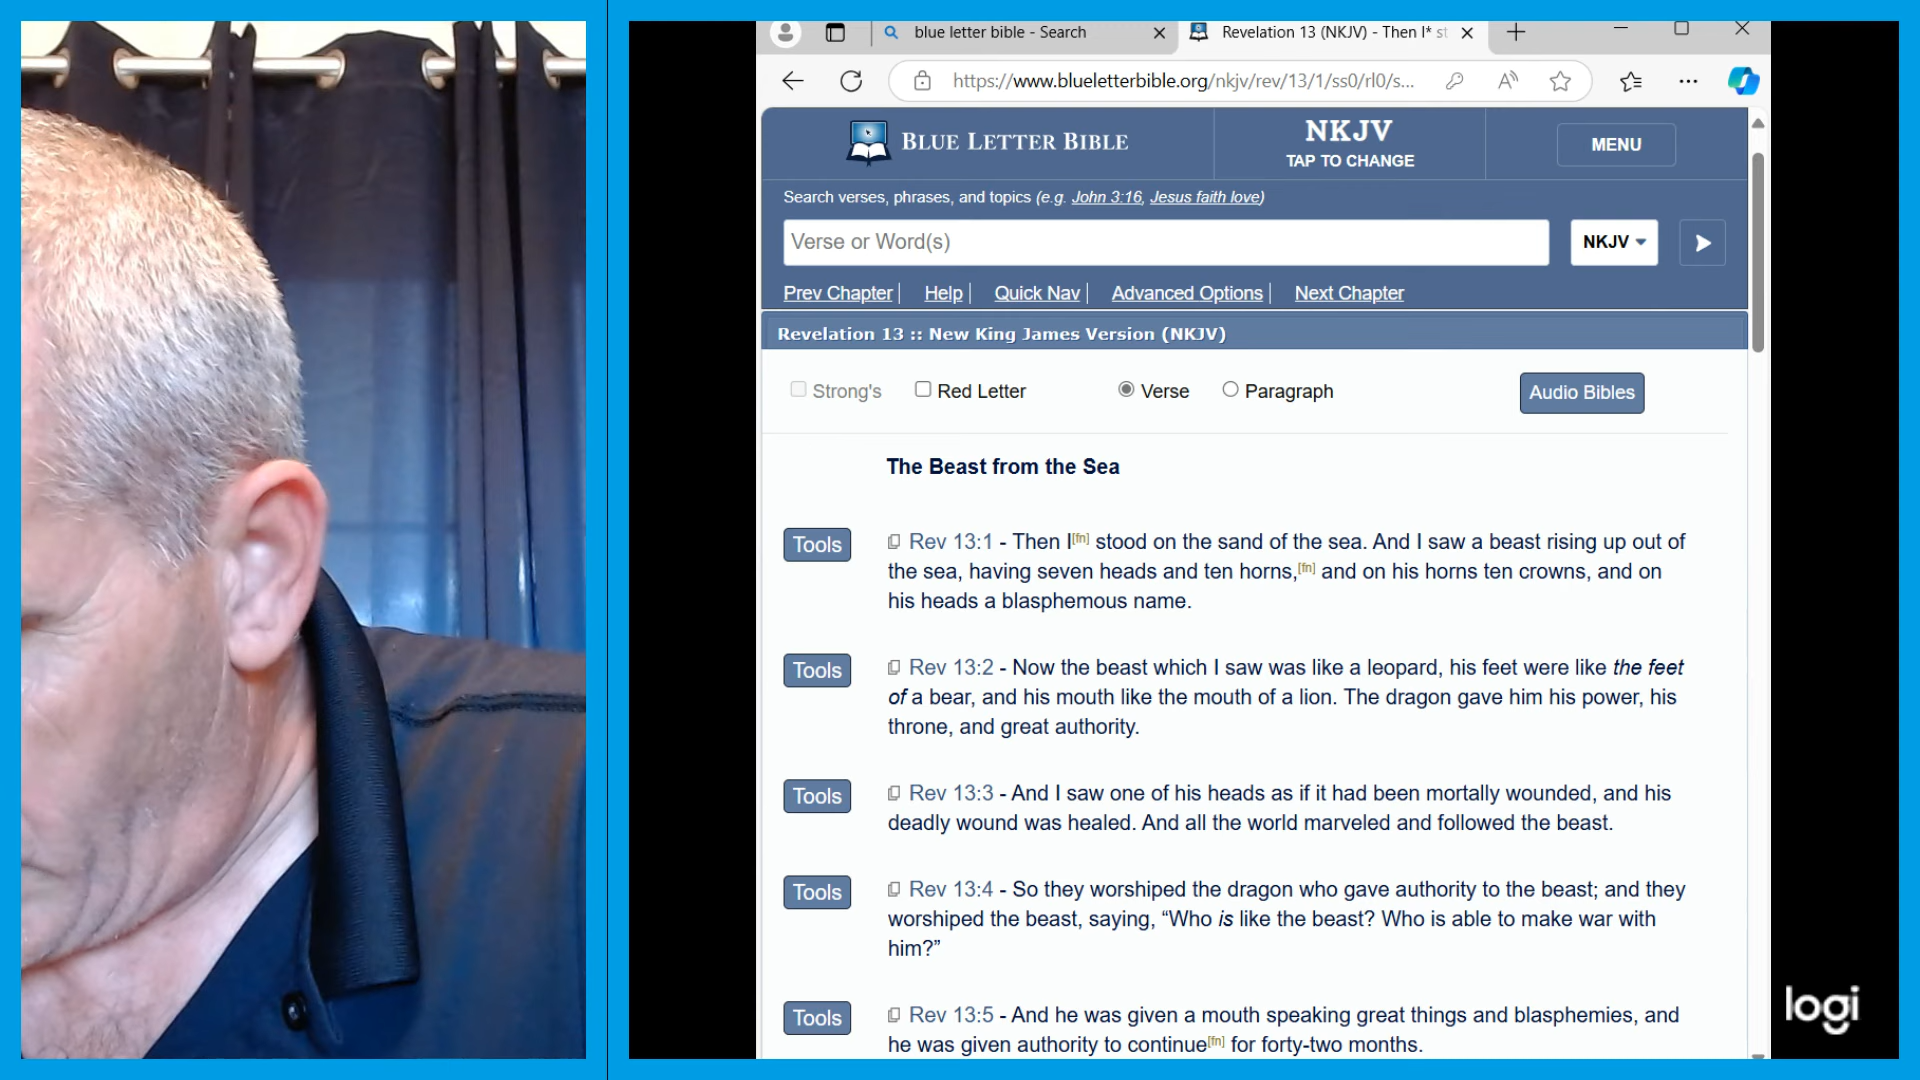 blue letter bible - Search
Revelation 13 (NKJV) - Then I* st
https://www.blueletterbible.org/nkjv/rev/13/1/ss0/rl0/s...
BLUE LETTER BIBLE
NKJV
TAP TO CHANGE
MENU
Search verses, phrases, and topics (e.g. John 3:16, Jesus faith love)
Verse or Word(s)
NKJV
Prev Chapter | Help | Quick Nav | Advanced Options | Next Chapter
Revelation 13 :: New King James Version (NKJV)
Strong's
Red Letter
Verse
Paragraph
Audio Bibles
The Beast from the Sea
Tools
Rev 13:1 - Then I[fn] stood on the sand of the sea. And I saw a beast rising up out of
the sea, having seven heads and ten horns,[fn] and on his horns ten crowns, and on
his heads a blasphemous name.
Tools
Rev 13:2 - Now the beast which I saw was like a leopard, his feet were like the feet
of a bear, and his mouth like the mouth of a lion. The dragon gave him his power, his
throne, and great authority.
Tools
Rev 13:3 - And I saw one of his heads as if it had been mortally wounded, and his
deadly wound was healed. And all the world marveled and followed the beast.
Tools
Rev 13:4 - So they worshiped the dragon who gave authority to the beast; and they
worshiped the beast, saying, “Who is like the beast? Who is able to make war with
him?”
Tools
Rev 13:5 - And he was given a mouth speaking great things and blasphemies, and
he was given authority to continue[fn] for forty-two months.
logi